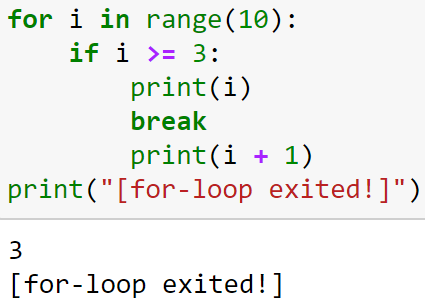 for i in range(10):
    if i >= 3:
        print(i)
        break
        print(i + 1)
print("[for-loop exited!]")
3
[for-loop exited!]